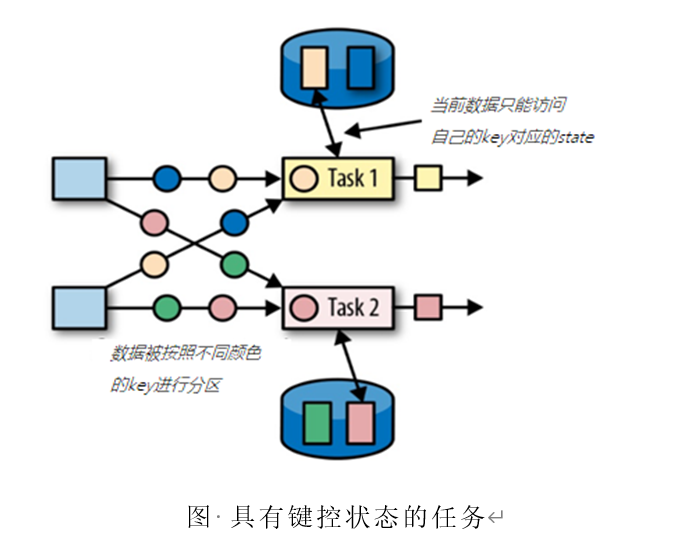 当前数据只能访问
自己的key对应的state
Task 1
Task 2
数据被按照不同颜色
的key进行分区
图·具有键控状态的任务↵